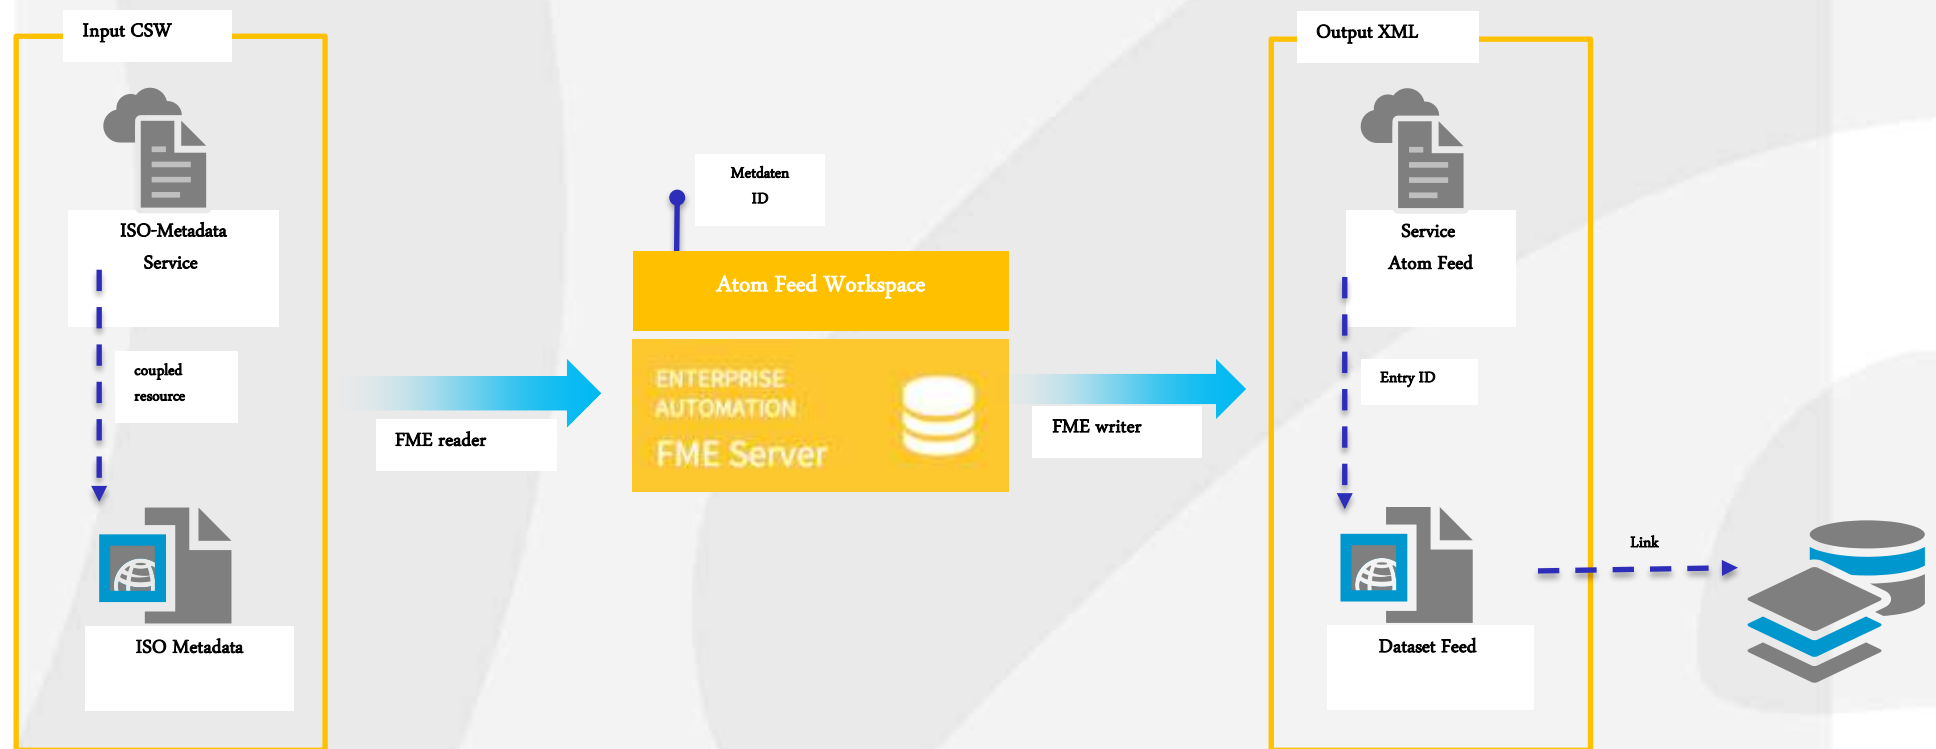 Input CSW
ISO-Metadata
Service
coupled
resource
ISO Metadata
FME reader
Metdaten
ID
Atom Feed Workspace
ENTERPRISE
AUTOMATION
FME Server
FME writer
Output XML
Service
Atom Feed
Entry ID
Dataset Feed
Link